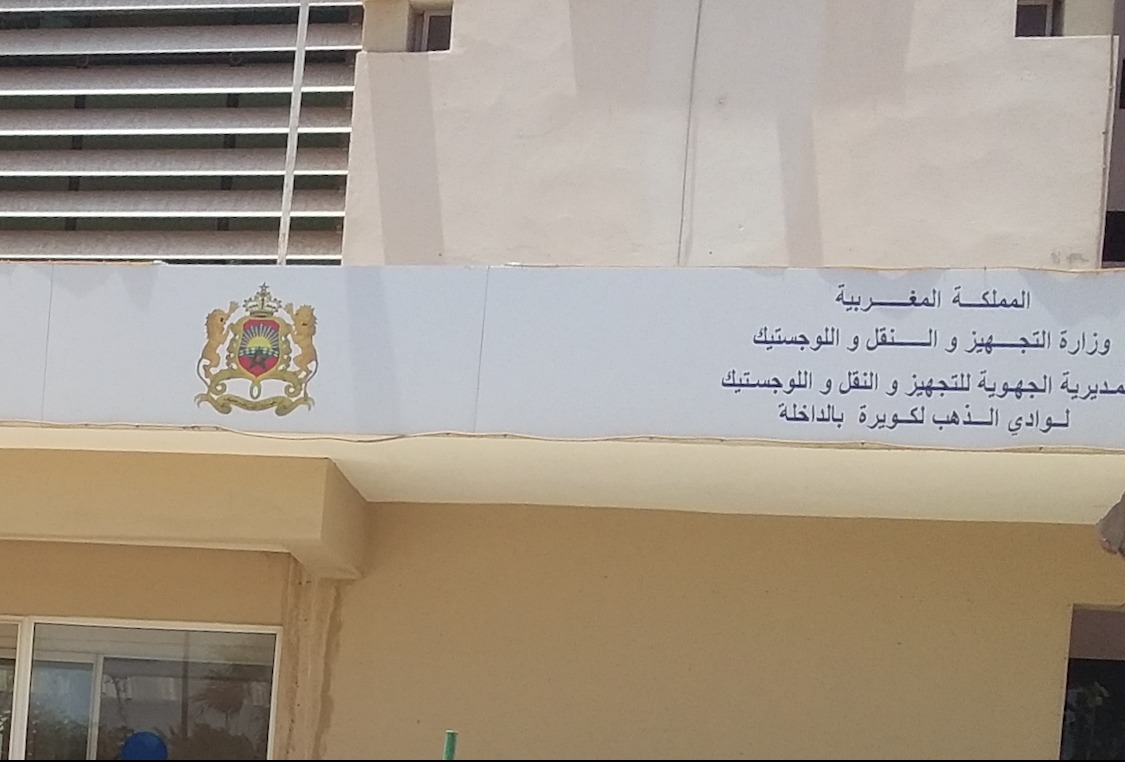 المملكة المغربية
وزارة التجهيز و النقل و اللوجستيك
مديرية الجهوية للتجهيز و النقل و اللوجستيك
لوادي الذهب لكويرة بالداخلة